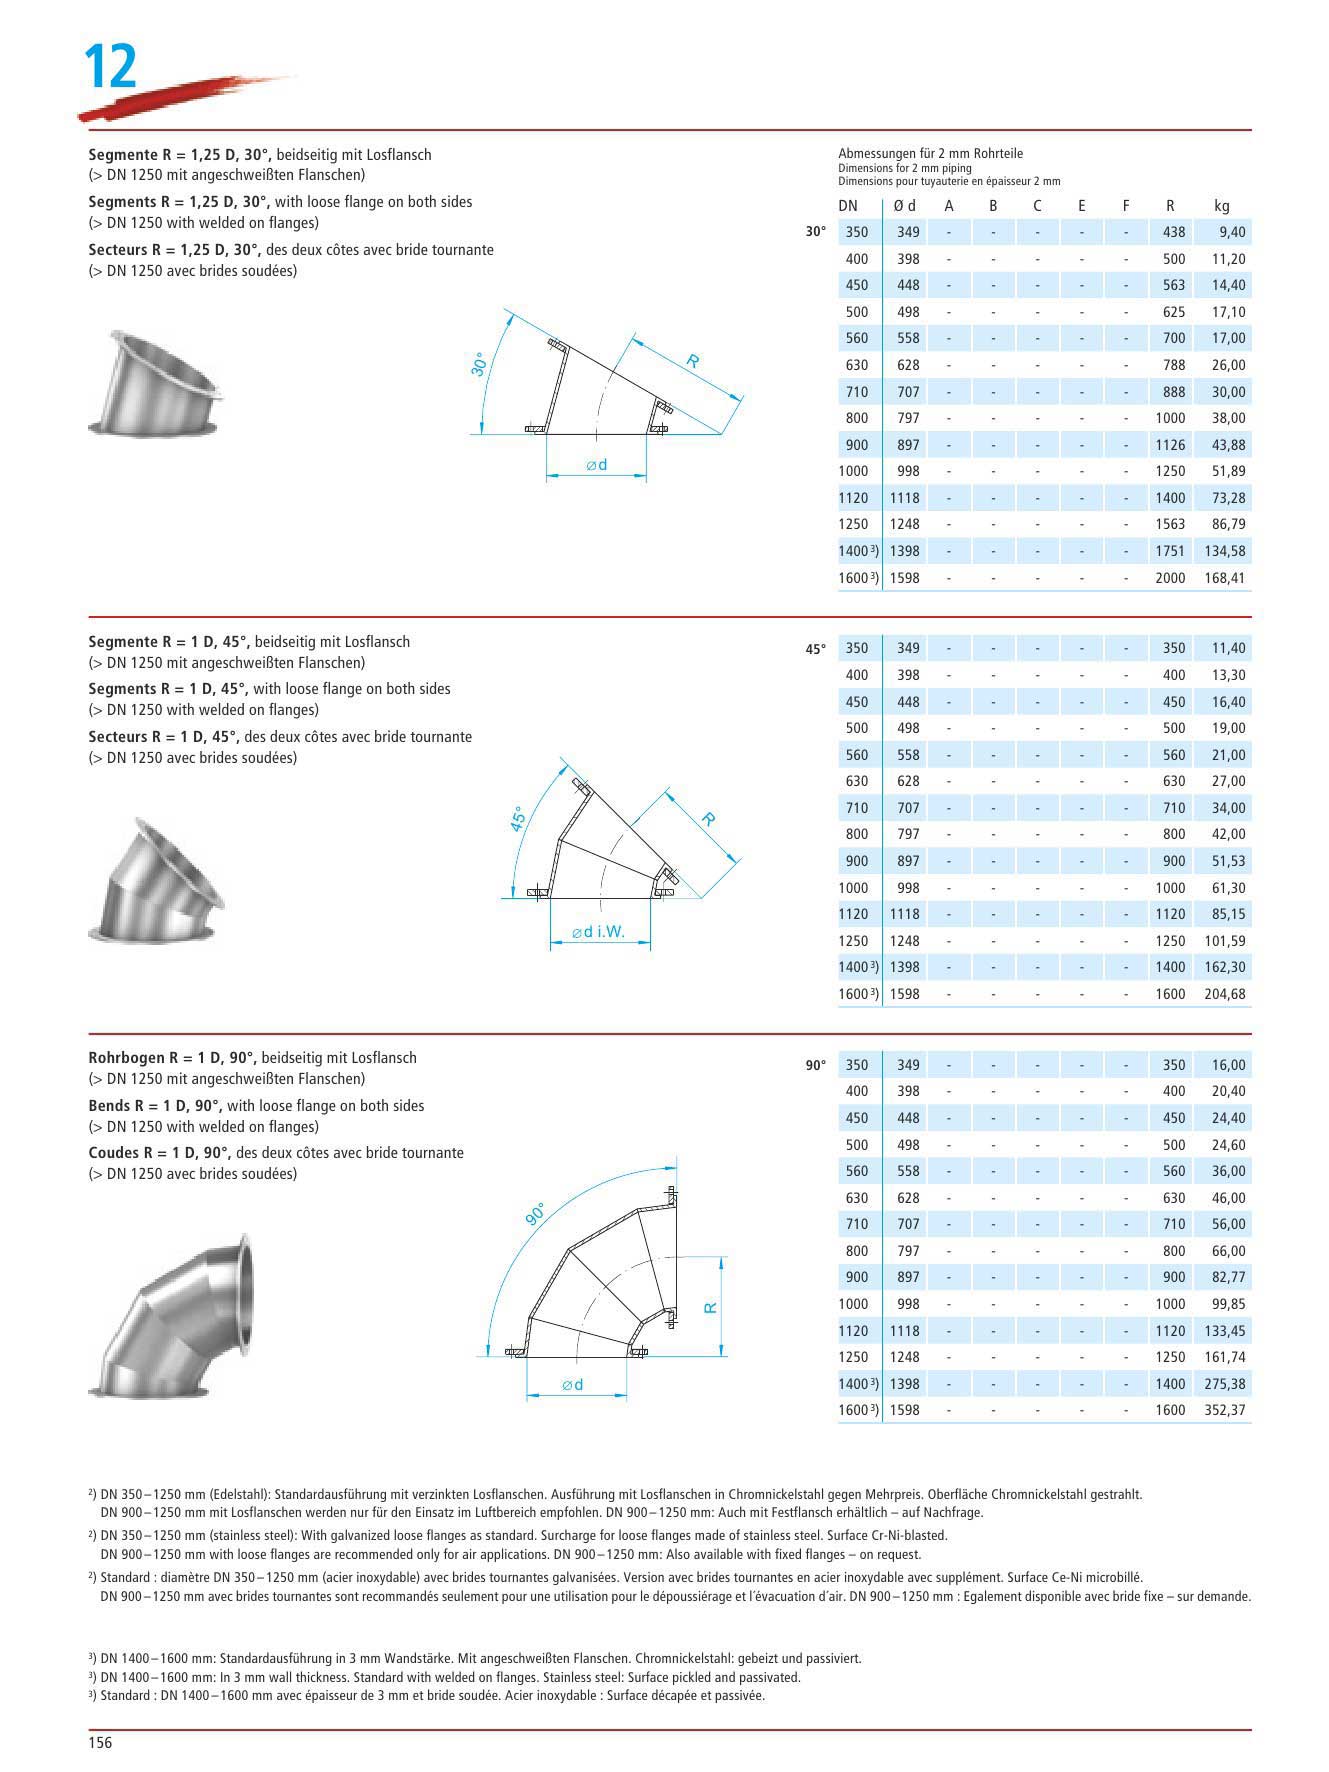 12
Segmente R = 1,25 D, 30°, beidseitig mit Losflansch
(> DN 1250 mit angeschweißten Flanschen)
Segments R = 1,25 D, 30°, with loose flange on both sides
(> DN 1250 with welded on flanges)
Secteurs R = 1,25 D, 30°, des deux côtes avec bride tournante
(> DN 1250 avec brides soudées)
30°
R
⌀d
Abmessungen für 2 mm Rohrteile
Dimensions for 2 mm piping
Dimensions pour tuyauterie en épaisseur 2 mm
DN Ø d A B C E F R kg
30° 350 349 - - - - - 438 9,40
400 398 - - - - - 500 11,20
450 448 - - - - - 563 14,40
500 498 - - - - - 625 17,10
560 558 - - - - - 700 17,00
630 628 - - - - - 788 26,00
710 707 - - - - - 888 30,00
800 797 - - - - - 1000 38,00
900 897 - - - - - 1126 43,88
1000 998 - - - - - 1250 51,89
1120 1118 - - - - - 1400 73,28
1250 1248 - - - - - 1563 86,79
1400 ³) 1398 - - - - - 1751 134,58
1600 ³) 1598 - - - - - 2000 168,41
Segmente R = 1 D, 45°, beidseitig mit Losflansch
(> DN 1250 mit angeschweißten Flanschen)
Segments R = 1 D, 45°, with loose flange on both sides
(> DN 1250 with welded on flanges)
Secteurs R = 1 D, 45°, des deux côtes avec bride tournante
(> DN 1250 avec brides soudées)
45°
R
⌀d i.W.
45° 350 349 - - - - - 350 11,40
400 398 - - - - - 400 13,30
450 448 - - - - - 450 16,40
500 498 - - - - - 500 19,00
560 558 - - - - - 560 21,00
630 628 - - - - - 630 27,00
710 707 - - - - - 710 34,00
800 797 - - - - - 800 42,00
900 897 - - - - - 900 51,53
1000 998 - - - - - 1000 61,30
1120 1118 - - - - - 1120 85,15
1250 1248 - - - - - 1250 101,59
1400 ³) 1398 - - - - - 1400 162,30
1600 ³) 1598 - - - - - 1600 204,68
Rohrbogen R = 1 D, 90°, beidseitig mit Losflansch
(> DN 1250 mit angeschweißten Flanschen)
Bends R = 1 D, 90°, with loose flange on both sides
(> DN 1250 with welded on flanges)
Coudes R = 1 D, 90°, des deux côtes avec bride tournante
(> DN 1250 avec brides soudées)
90°
R
⌀d
90° 350 349 - - - - - 350 16,00
400 398 - - - - - 400 20,40
450 448 - - - - - 450 24,40
500 498 - - - - - 500 24,60
560 558 - - - - - 560 36,00
630 628 - - - - - 630 46,00
710 707 - - - - - 710 56,00
800 797 - - - - - 800 66,00
900 897 - - - - - 900 82,77
1000 998 - - - - - 1000 99,85
1120 1118 - - - - - 1120 133,45
1250 1248 - - - - - 1250 161,74
1400 ³) 1398 - - - - - 1400 275,38
1600 ³) 1598 - - - - - 1600 352,37
²) DN 350–1250 mm (Edelstahl): Standardausführung mit verzinkten Losflanschen. Ausführung mit Losflanschen in Chromnickelstahl gegen Mehrpreis. Oberfläche Chromnickelstahl gestrahlt.
DN 900–1250 mm mit Losflanschen werden nur für den Einsatz im Luftbereich empfohlen. DN 900–1250 mm: Auch mit Festflansch erhältlich – auf Nachfrage.
²) DN 350–1250 mm (stainless steel): With galvanized loose flanges as standard. Surcharge for loose flanges made of stainless steel. Surface Cr-Ni-blasted.
DN 900–1250 mm with loose flanges are recommended only for air applications. DN 900–1250 mm: Also available with fixed flanges – on request.
²) Standard : diamètre DN 350–1250 mm (acier inoxydable) avec brides tournantes galvanisées. Version avec brides tournantes en acier inoxydable avec supplément. Surface Ce-Ni microbillé.
DN 900–1250 mm avec brides tournantes sont recommandés seulement pour une utilisation pour le dépoussiérage et l´évacuation d´air. DN 900–1250 mm : Egalement disponible avec bride fixe – sur demande.
³) DN 1400–1600 mm: Standardausführung in 3 mm Wandstärke. Mit angeschweißten Flanschen. Chromnickelstahl: gebeizt und passiviert.
³) DN 1400–1600 mm: In 3 mm wall thickness. Standard with welded on flanges. Stainless steel: Surface pickled and passivated.
³) Standard : DN 1400–1600 mm avec épaisseur de 3 mm et bride soudée. Acier inoxydable : Surface décapée et passivée.
156